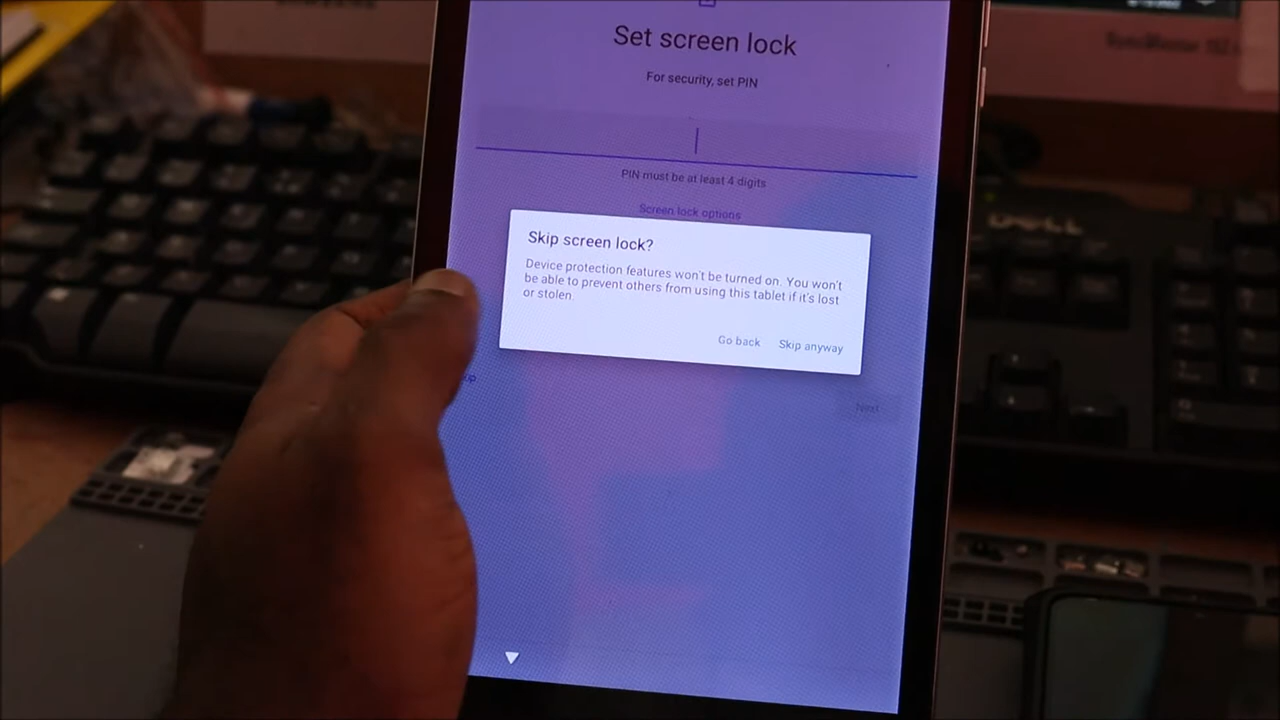 Set screen lock
For security, set PIN
PIN must be at least 4 digits
Screen lock options
Skip screen lock?
Device protection features won't be turned on. You won't
be able to prevent others from using this tablet if it's lost
or stolen.
Go back Skip anyway
Next
DELL